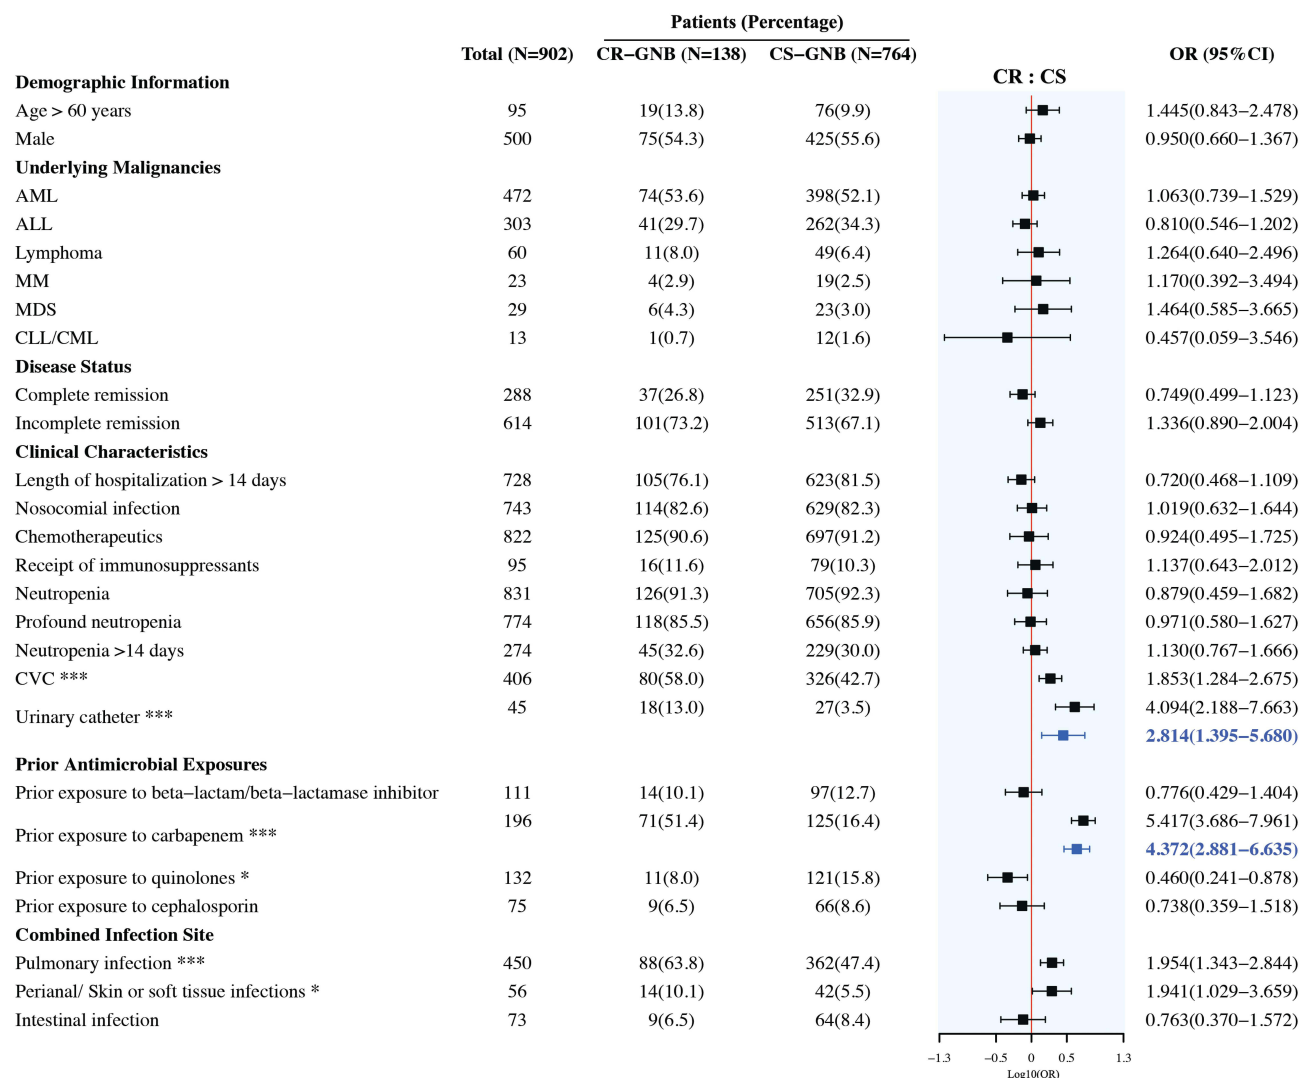 Patients (Percentage)
Total (N=902) CR−GNB (N=138) CS−GNB (N=764) OR (95%CI)
CR : CS
Demographic Information
Age > 60 years 95 19(13.8) 76(9.9) 1.445(0.843−2.478)
Male 500 75(54.3) 425(55.6) 0.950(0.660−1.367)
Underlying Malignancies
AML 472 74(53.6) 398(52.1) 1.063(0.739−1.529)
ALL 303 41(29.7) 262(34.3) 0.810(0.546−1.202)
Lymphoma 60 11(8.0) 49(6.4) 1.264(0.640−2.496)
MM 23 4(2.9) 19(2.5) 1.170(0.392−3.494)
MDS 29 6(4.3) 23(3.0) 1.464(0.585−3.665)
CLL/CML 13 1(0.7) 12(1.6) 0.457(0.059−3.546)
Disease Status
Complete remission 288 37(26.8) 251(32.9) 0.749(0.499−1.123)
Incomplete remission 614 101(73.2) 513(67.1) 1.336(0.890−2.004)
Clinical Characteristics
Length of hospitalization > 14 days 728 105(76.1) 623(81.5) 0.720(0.468−1.109)
Nosocomial infection 743 114(82.6) 629(82.3) 1.019(0.632−1.644)
Chemotherapeutics 822 125(90.6) 697(91.2) 0.924(0.495−1.725)
Receipt of immunosuppressants 95 16(11.6) 79(10.3) 1.137(0.643−2.012)
Neutropenia 831 126(91.3) 705(92.3) 0.879(0.459−1.682)
Profound neutropenia 774 118(85.5) 656(85.9) 0.971(0.580−1.627)
Neutropenia >14 days 274 45(32.6) 229(30.0) 1.130(0.767−1.666)
CVC *** 406 80(58.0) 326(42.7) 1.853(1.284−2.675)
Urinary catheter *** 45 18(13.0) 27(3.5) 4.094(2.188−7.663)
2.814(1.395−5.680)
Prior Antimicrobial Exposures
Prior exposure to beta−lactam/beta−lactamase inhibitor 111 14(10.1) 97(12.7) 0.776(0.429−1.404)
Prior exposure to carbapenem *** 196 71(51.4) 125(16.4) 5.417(3.686−7.961)
4.372(2.881−6.635)
Prior exposure to quinolones * 132 11(8.0) 121(15.8) 0.460(0.241−0.878)
Prior exposure to cephalosporin 75 9(6.5) 66(8.6) 0.738(0.359−1.518)
Combined Infection Site
Pulmonary infection *** 450 88(63.8) 362(47.4) 1.954(1.343−2.844)
Perianal/ Skin or soft tissue infections * 56 14(10.1) 42(5.5) 1.941(1.029−3.659)
Intestinal infection 73 9(6.5) 64(8.4) 0.763(0.370−1.572)
−1.3 −0.5 0 0.5 1.3
Log10(OR)